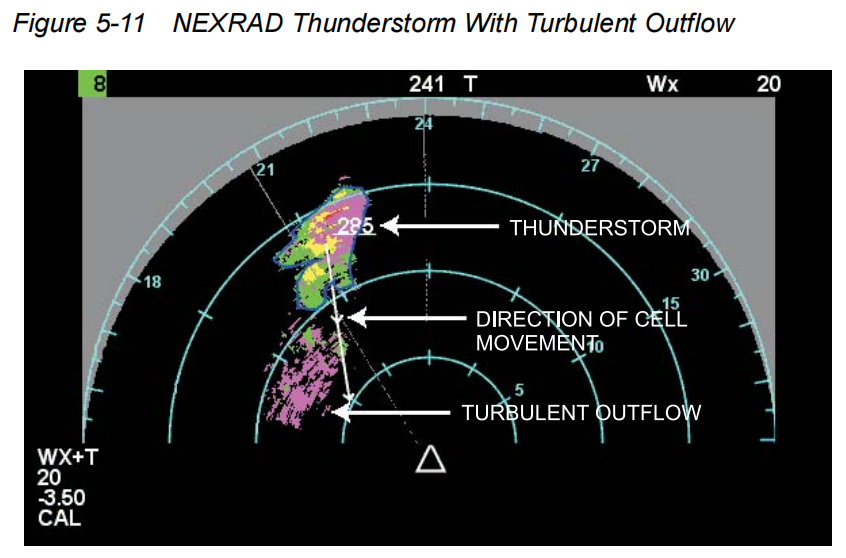 Figure 5-11 NEXRAD Thunderstorm With Turbulent Outflow
8 241 T Wx 20
24
21
27
285
THUNDERSTORM
18
30
15
DIRECTION OF CELL
MOVEMENT
10
5
TURBULENT OUTFLOW
WX+T
20
-3.50
CAL